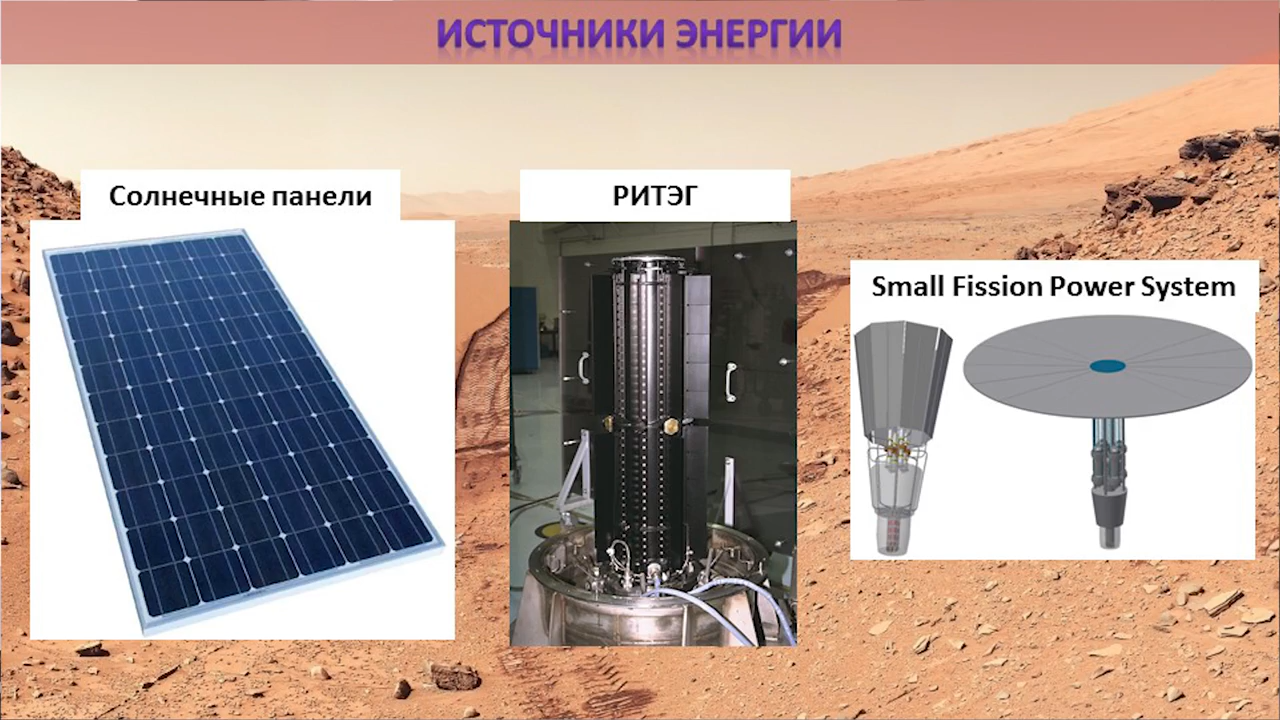 ИСТОЧНИКИ ЭНЕРГИИ
Солнечные панели
РИТЭГ
Small Fission Power System